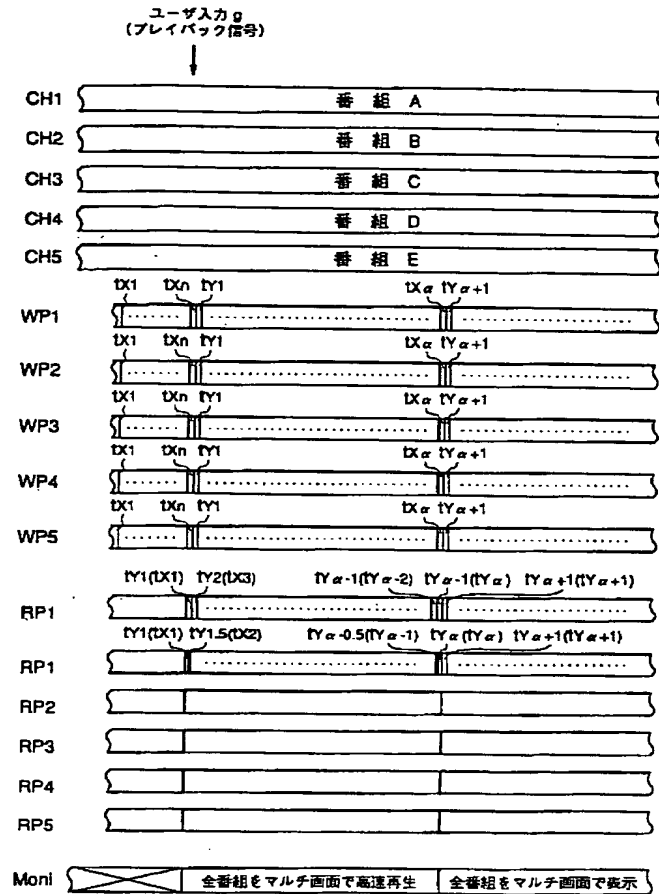 ユーザ入力g
(プレイバック信号)
CH1 番組 A
CH2 番組 B
CH3 番組 C
CH4 番組 D
CH5 番組 E
tX1 tXn tY1 tXα tYα+1
WP1
tX1 tXn tY1 tXα tYα+1
WP2
tX1 tXn tY1 tXα tYα+1
WP3
tX1 tXn tY1 tXα tYα+1
WP4
tX1 tXn tY1 tXα tYα+1
WP5
tY1(tX1) tY2(tX3) tYα-1(tYα-2) tYα-1(tYα) tYα+1(tYα+1)
RP1
tY1(tX1) tY1.5(tX2) tYα-0.5(tYα-1) tYα(tYα) tYα+1(tYα+1)
RP1
RP2
RP3
RP4
RP5
Moni 全番組をマルチ画面で高速再生 全番組をマルチ画面で表示